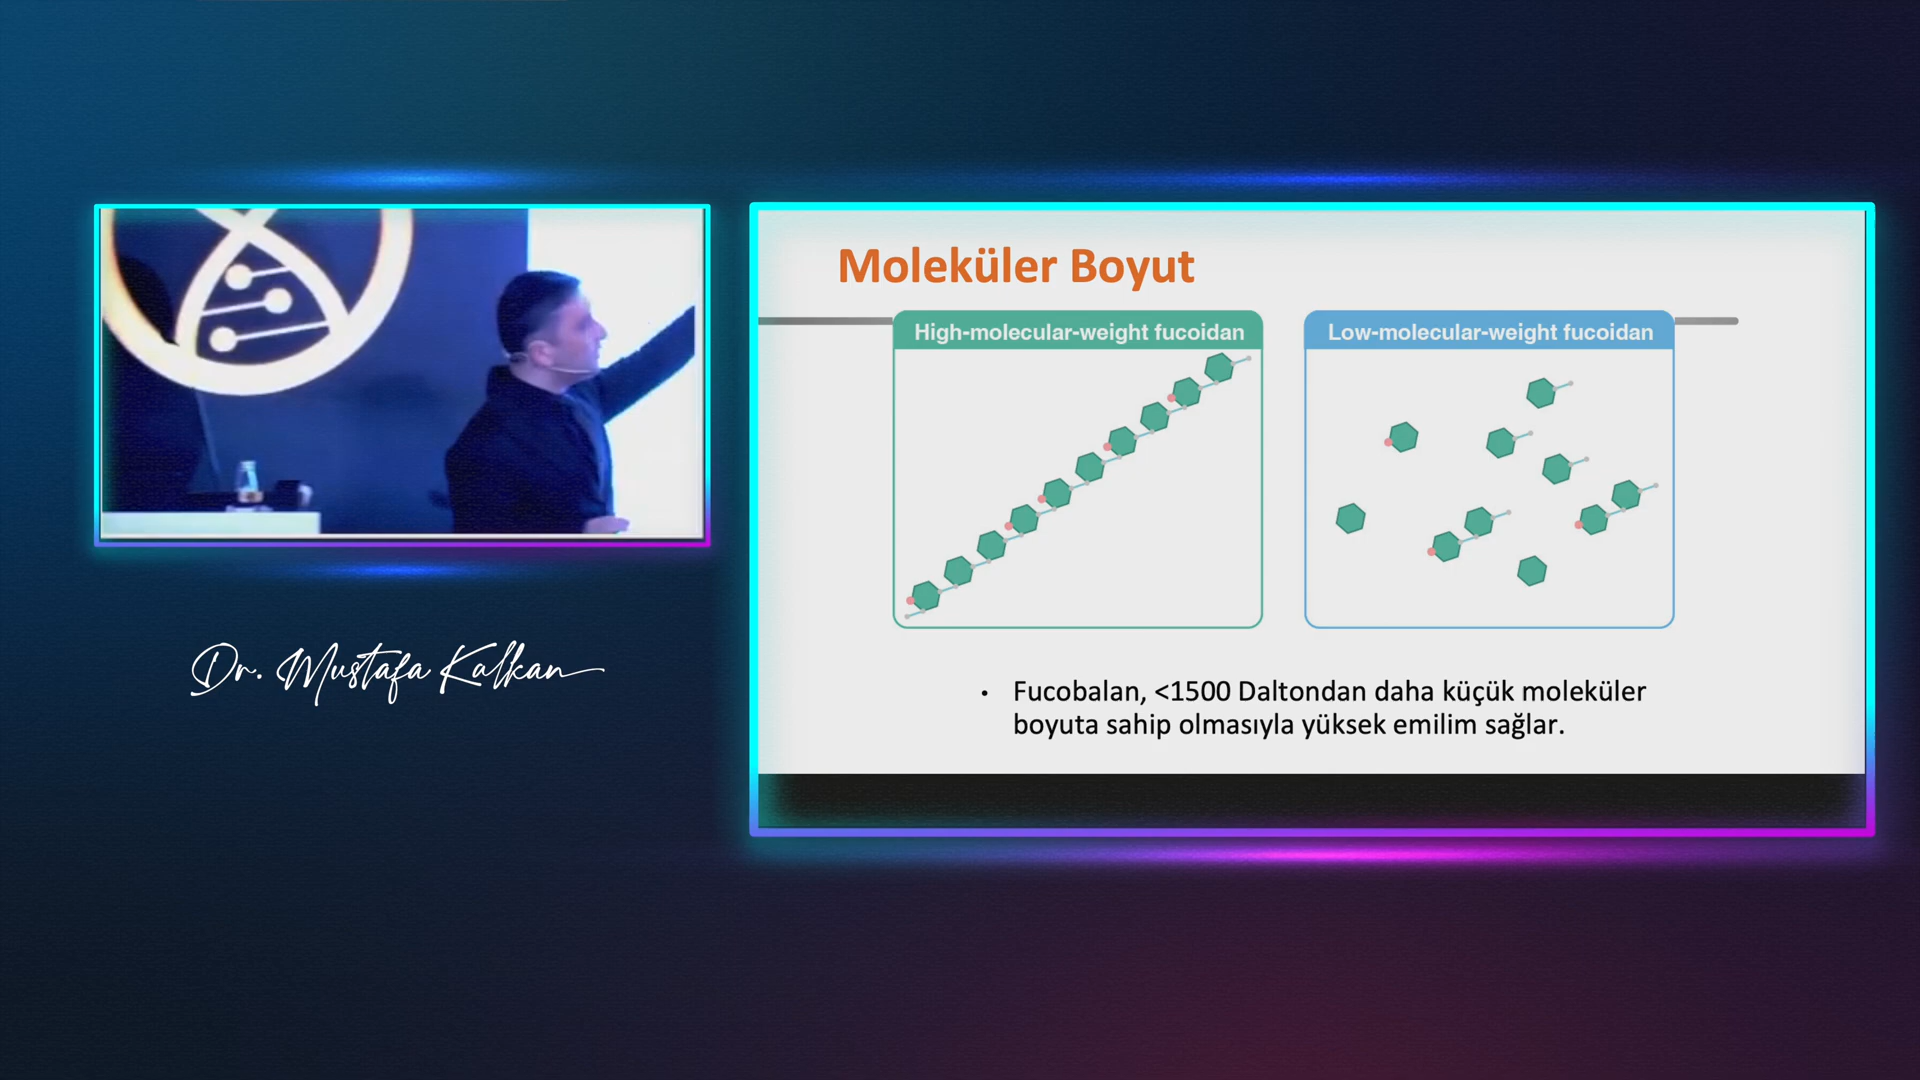 Moleküler Boyut
High-molecular-weight fucoidan
Low-molecular-weight fucoidan
Dr. Mustafa Kalkan
• Fucobalan, <1500 Daltondan daha küçük moleküler
boyuta sahip olmasıyla yüksek emilim sağlar.